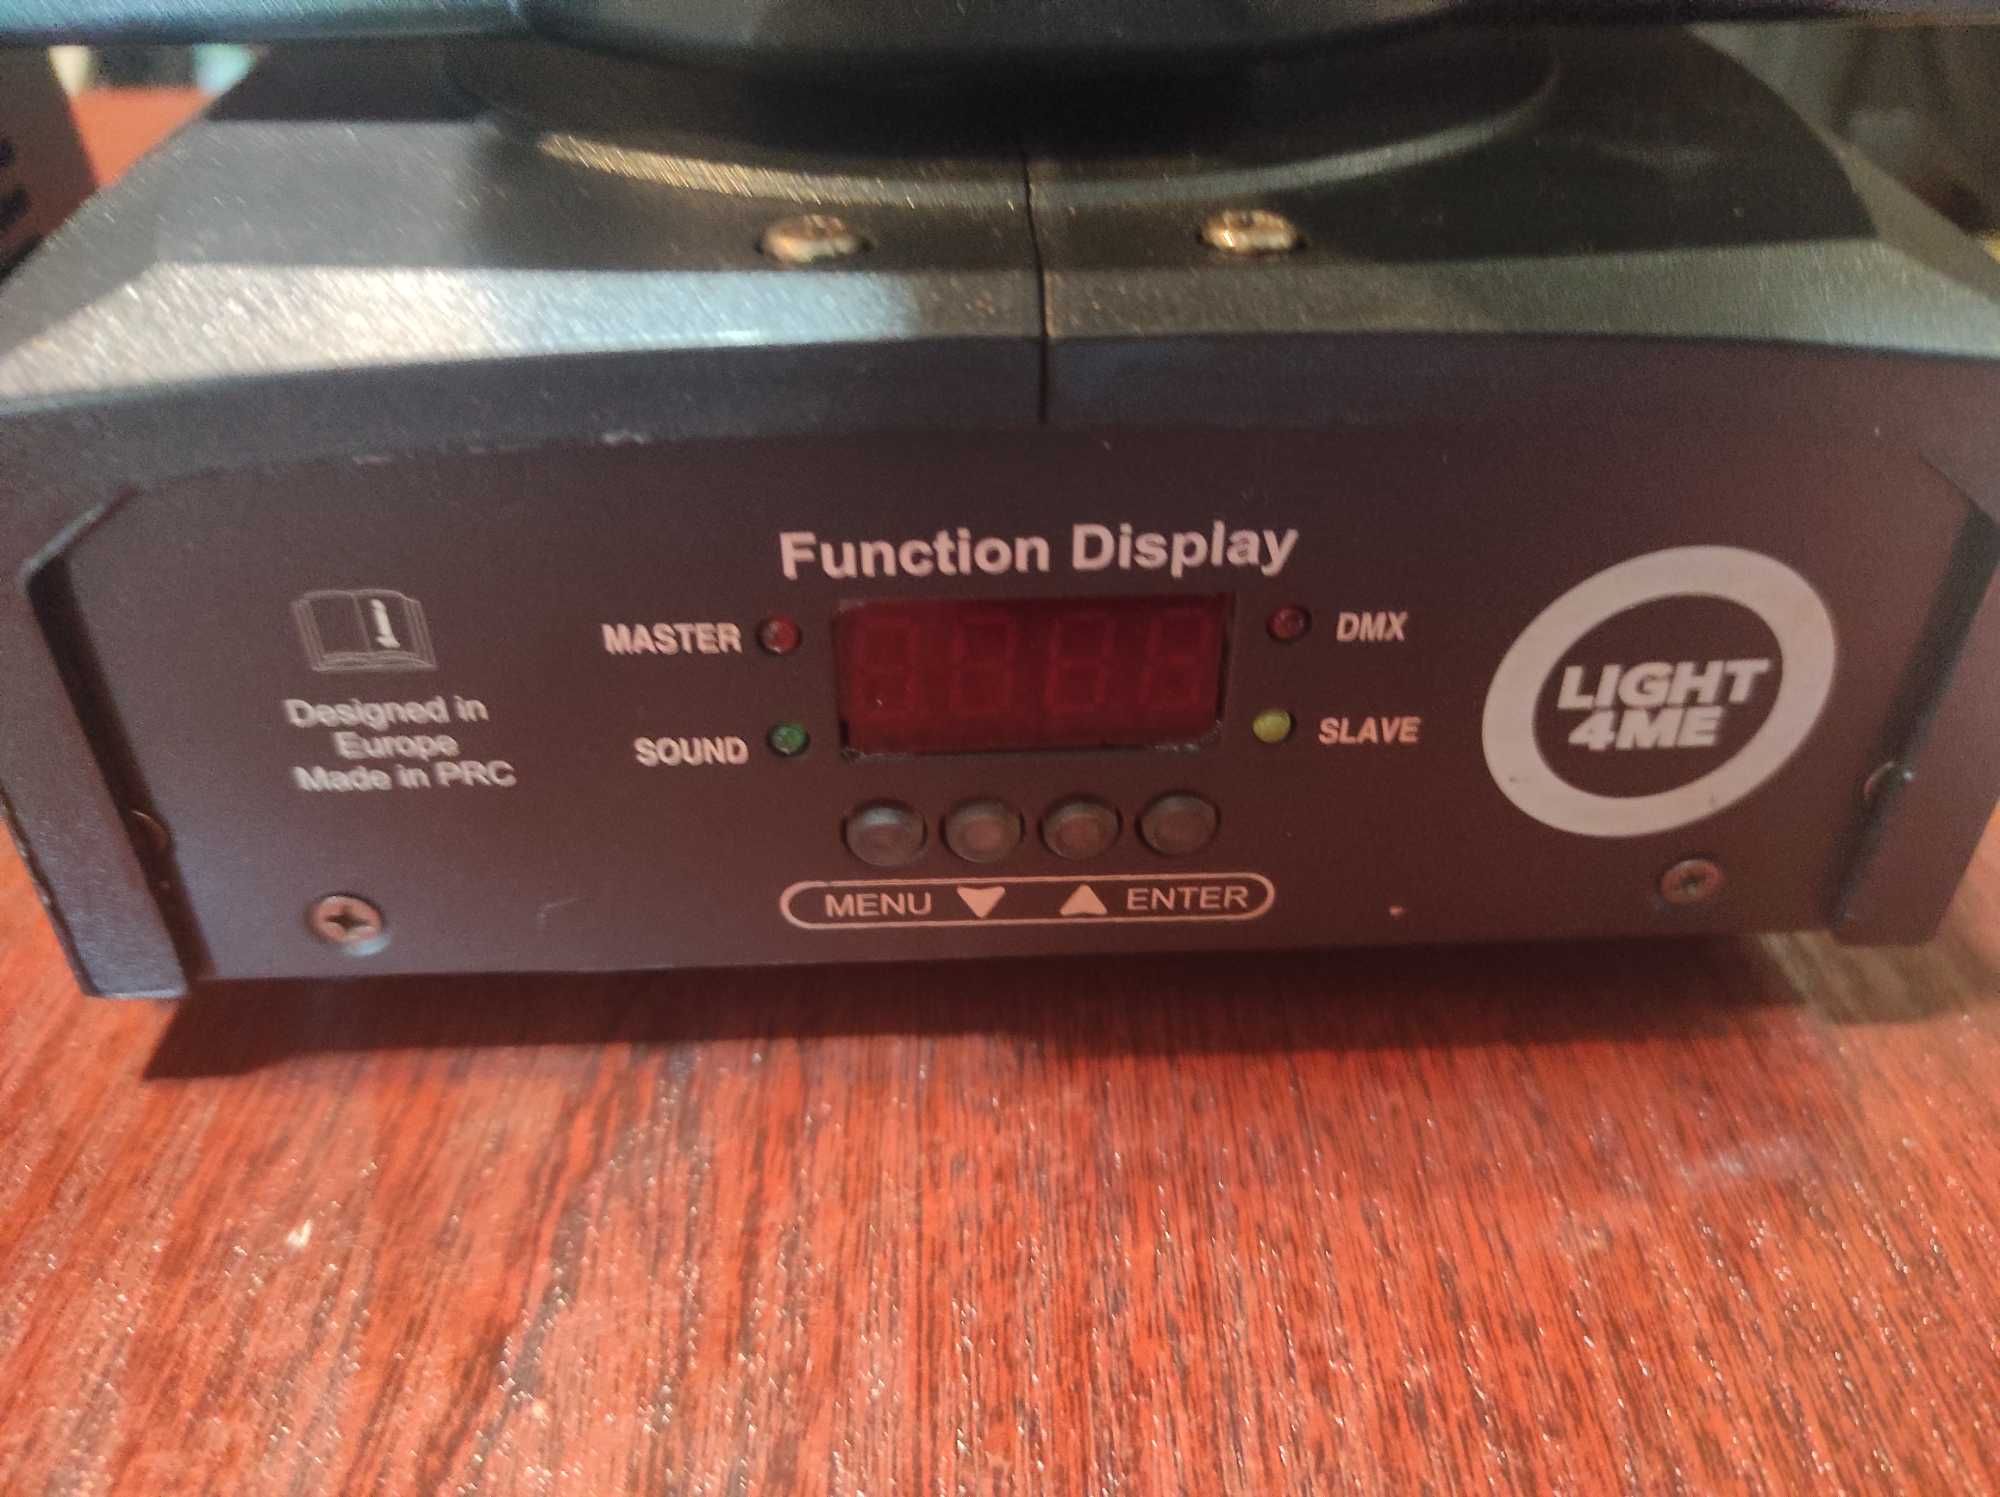 Function Display
MASTER
DMX
SOUND
SLAVE
Designed in
Europe
Made in PRC
LIGHT
4ME
MENU ▼ ▲ ENTER